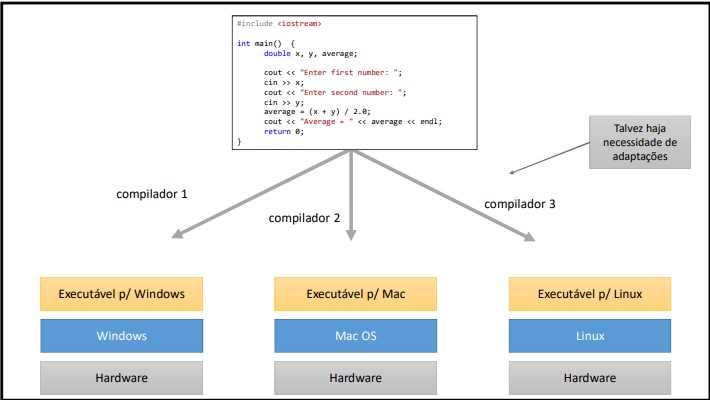 #include <iostream>
int main() {
double x, y, average;
cout << "Enter first number: ";
cin >> x;
cout << "Enter second number: ";
cin >> y;
average = (x + y) / 2.0;
cout << "Average = " << average << endl;
return 0;
}
Talvez haja
necessidade de
adaptações
compilador 1
compilador 2
compilador 3
Executável p/ Windows
Executável p/ Mac
Executável p/ Linux
Windows
Mac OS
Linux
Hardware
Hardware
Hardware